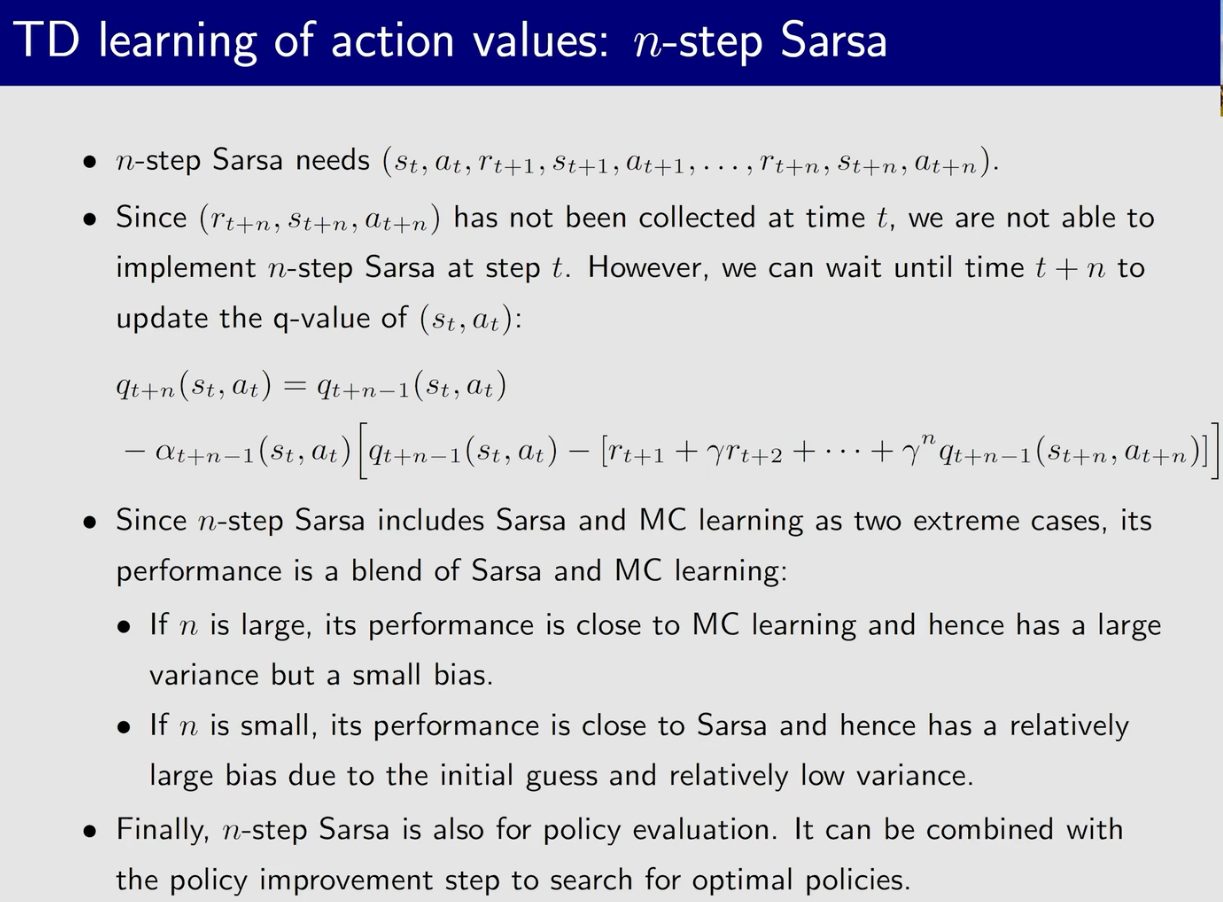 TD learning of action values: n-step Sarsa
• n-step Sarsa needs (s_t, a_t, r_{t+1}, s_{t+1}, a_{t+1}, . . . , r_{t+n}, s_{t+n}, a_{t+n}).
• Since (r_{t+n}, s_{t+n}, a_{t+n}) has not been collected at time t, we are not able to
implement n-step Sarsa at step t. However, we can wait until time t + n to
update the q-value of (s_t, a_t):
q_{t+n}(s_t, a_t) = q_{t+n−1}(s_t, a_t)
− α_{t+n−1}(s_t, a_t)[q_{t+n−1}(s_t, a_t) − [r_{t+1} + γr_{t+2} + · · · + γ^n q_{t+n−1}(s_{t+n}, a_{t+n})]]
• Since n-step Sarsa includes Sarsa and MC learning as two extreme cases, its
performance is a blend of Sarsa and MC learning:
• If n is large, its performance is close to MC learning and hence has a large
variance but a small bias.
• If n is small, its performance is close to Sarsa and hence has a relatively
large bias due to the initial guess and relatively low variance.
• Finally, n-step Sarsa is also for policy evaluation. It can be combined with
the policy improvement step to search for optimal policies.